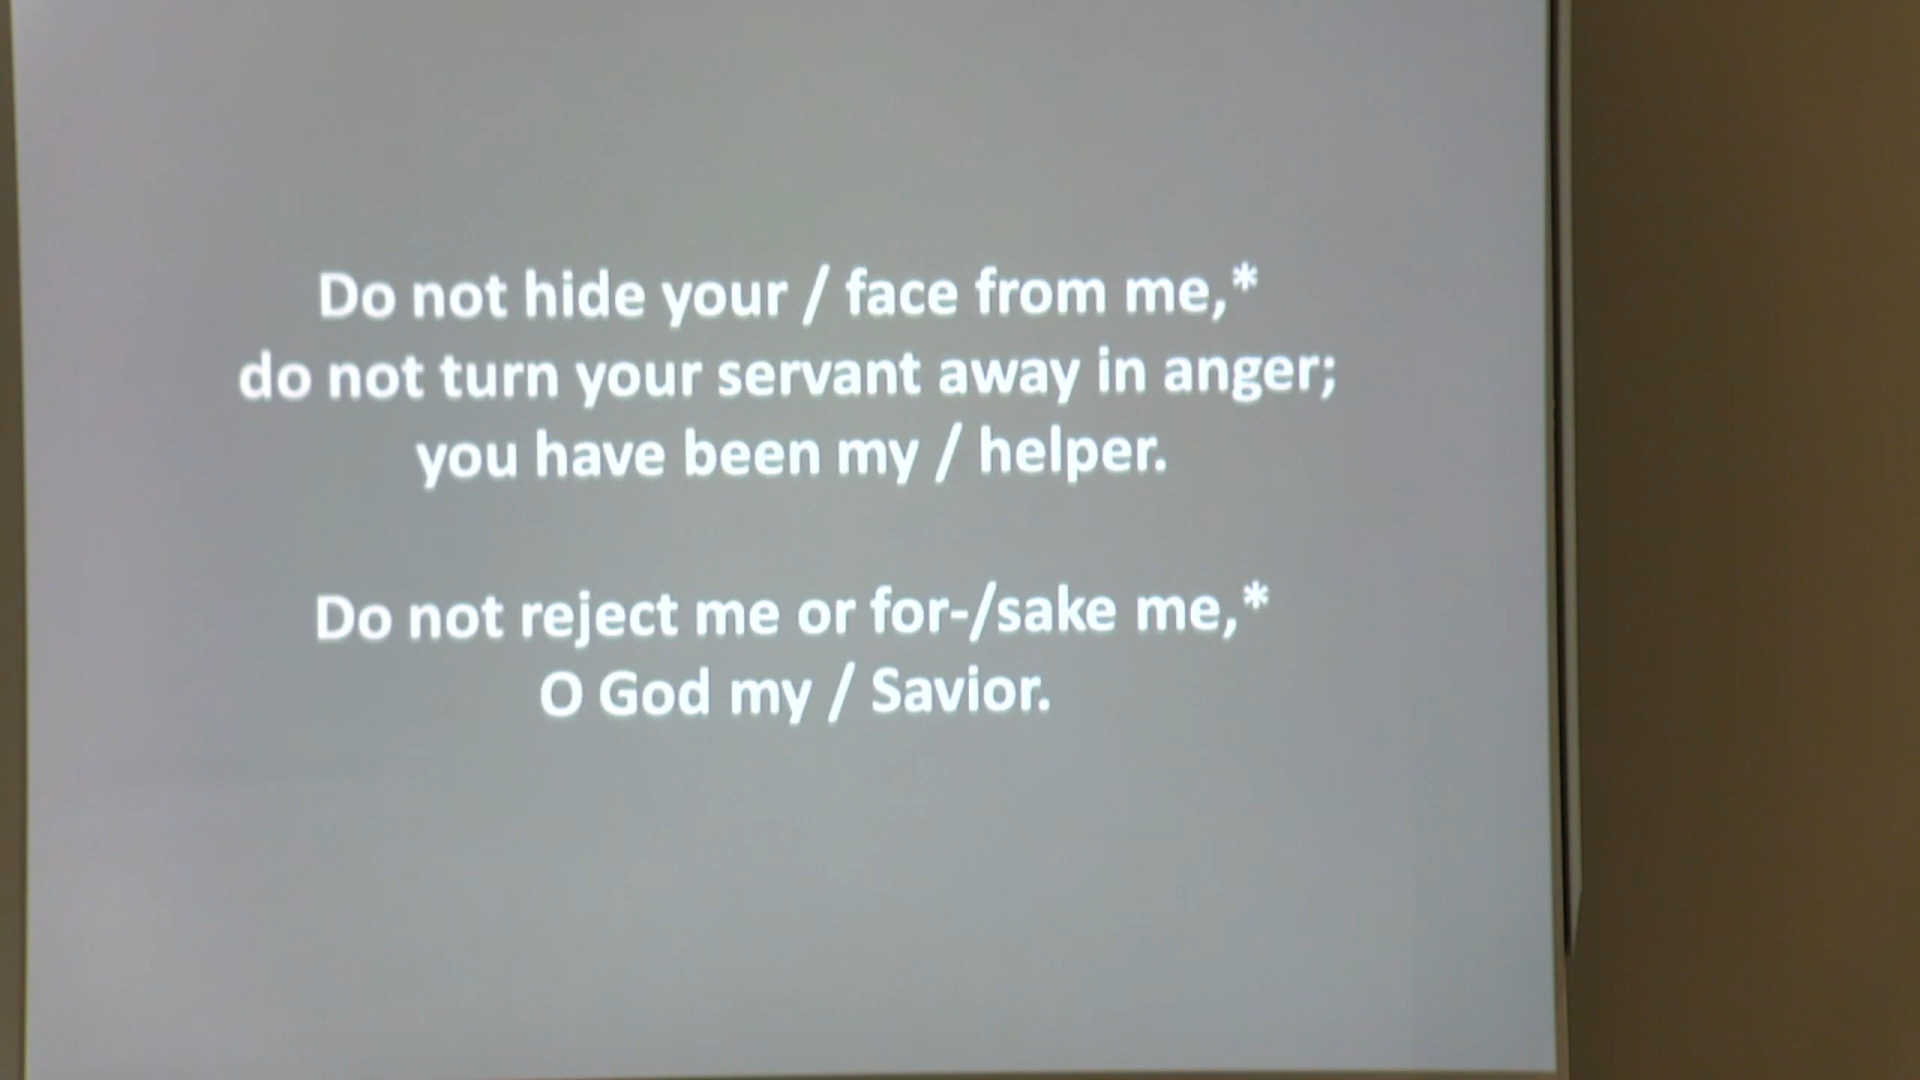 Do not hide your / face from me,*
do not turn your servant away in anger;
you have been my / helper.
Do not reject me or for-/sake me,*
O God my / Savior.